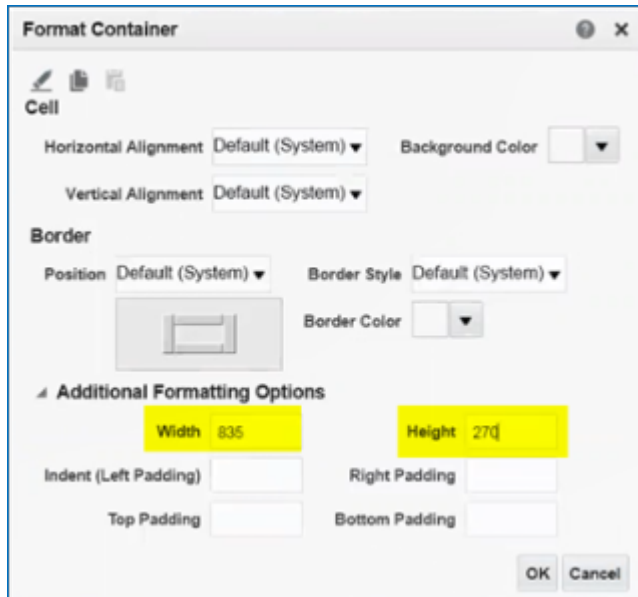 Format Container
Cell
Horizontal Alignment Default (System) Background Color
Vertical Alignment Default (System)
Border
Position Default (System) Border Style Default (System)
Border Color
Additional Formatting Options
Width 835 Height 270
Indent (Left Padding) Right Padding
Top Padding Bottom Padding
OK Cancel